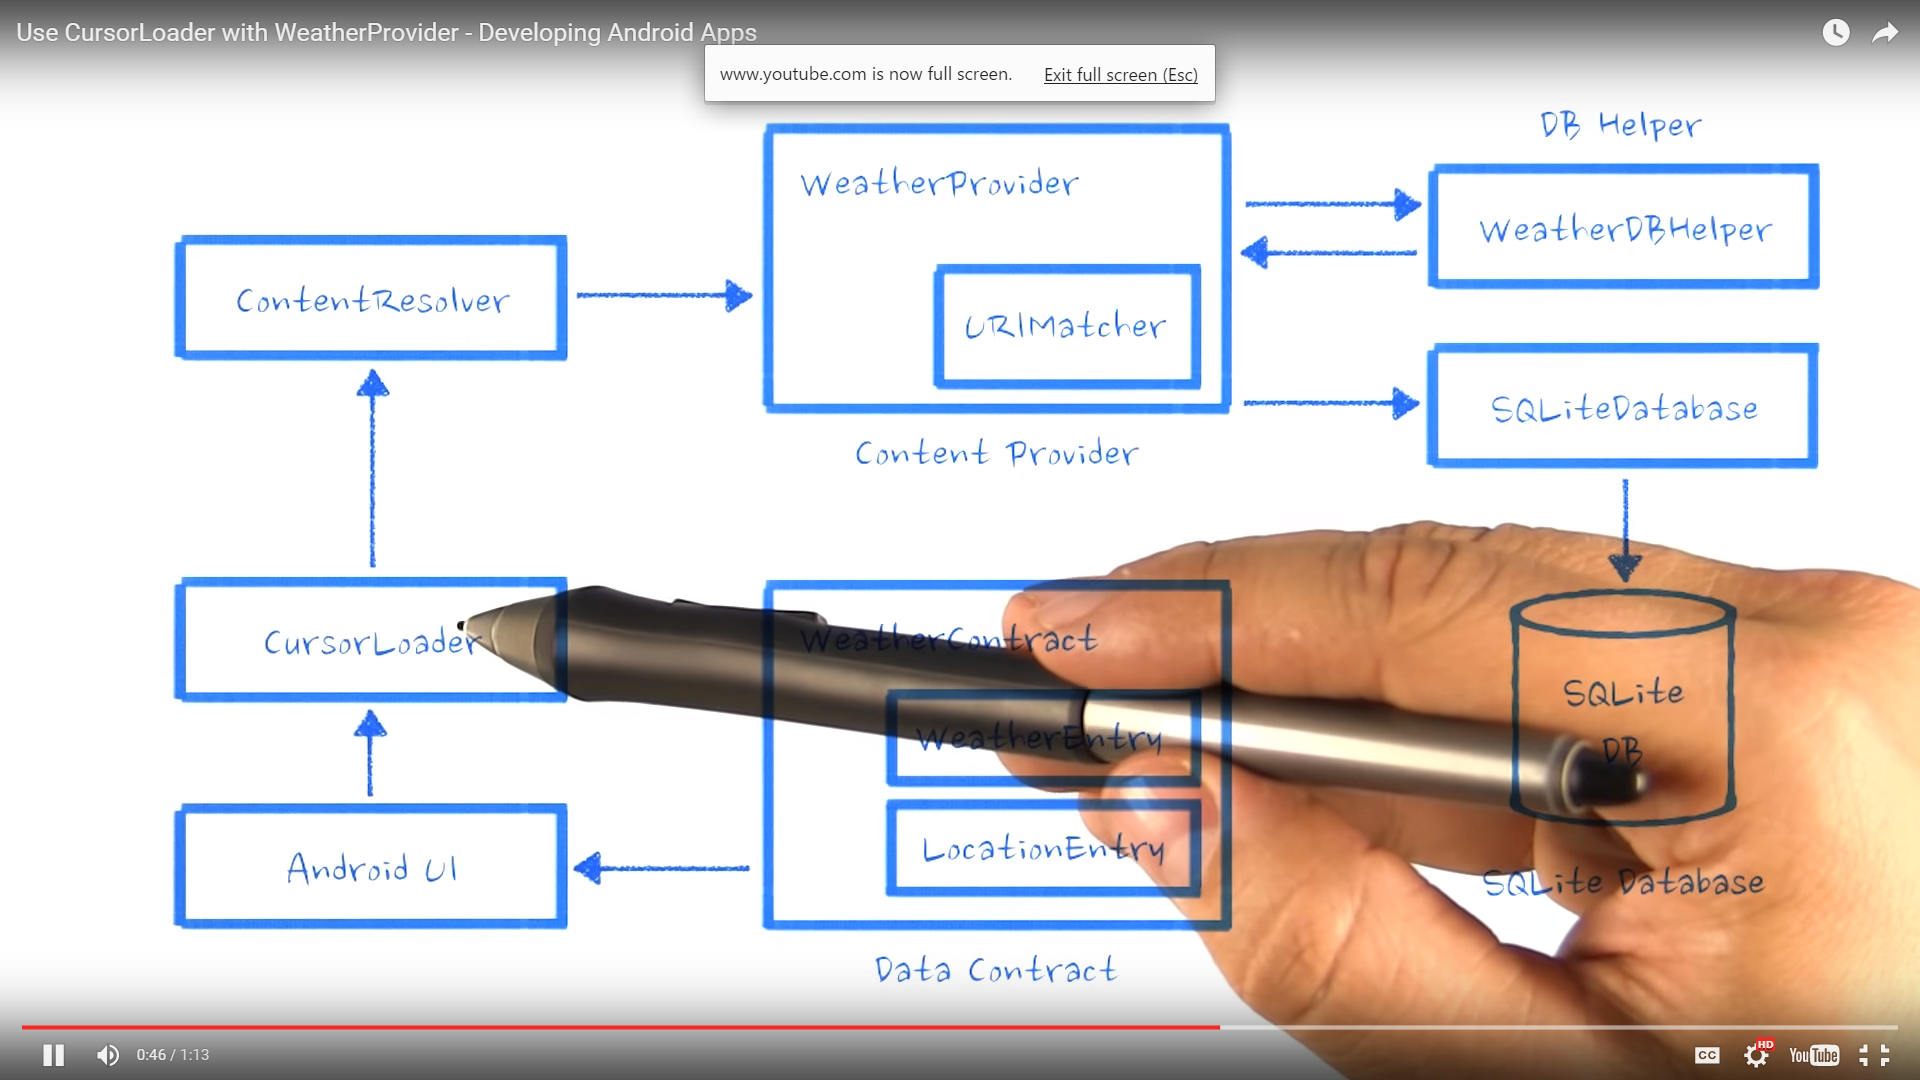 Use CursorLoader with WeatherProvider - Developing Android Apps
www.youtube.com is now full screen. Exit full screen (Esc)
DB Helper
WeatherProvider
WeatherDBHelper
ContentResolver
URIMatcher
SQLiteDatabase
Content Provider
CursorLoader
WeatherContract
SQLite
DB
WeatherEntry
LocationEntry
Android UI
SQLite Database
Data Contract
0:46 / 1:13
CC
HD
YouTube